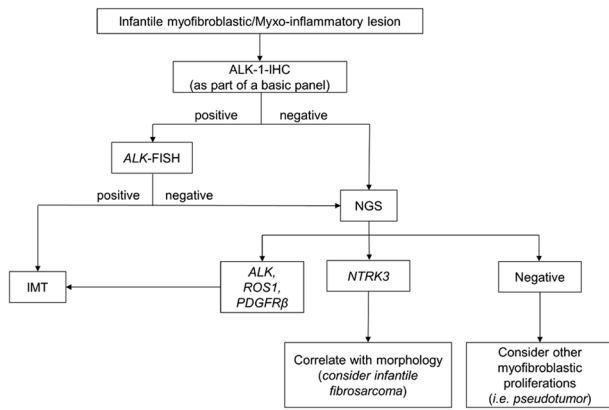 Infantile myofibroblastic/Myxo-inflammatory lesion
ALK-1-IHC
(as part of a basic panel)
positive negative
ALK-FISH
positive negative
NGS
IMT
ALK,
ROS1,
PDGFRβ
NTRK3
Negative
Correlate with morphology
(consider infantile
fibrosarcoma)
Consider other
myofibroblastic
proliferations
(i.e. pseudotumor)